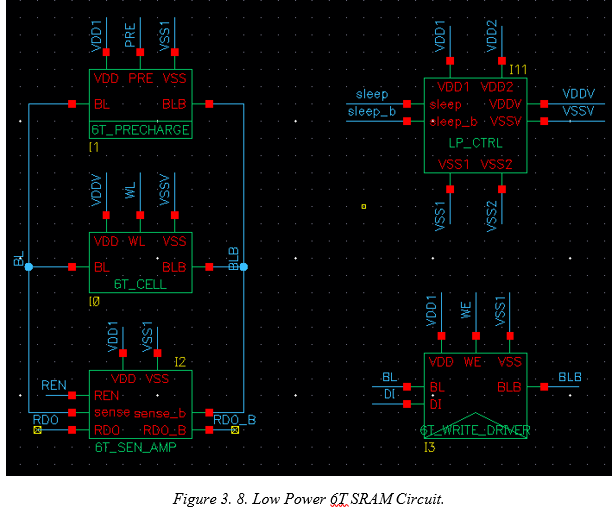 VDD1 PRE VSS1
VDD PRE VSS
BL BLB
6T_PRECHARGE
I1
VDDV WL VSSV
VDD WL VSS
BL BLB
BL BLB
6T_CELL
I0
VDD1 VSS1
I2
VDD VSS
REN REN
sense sense_b
RDO RDO_B
RDO RDO_B
6T_SEN_AMP
VDD1 VDD2
I11
VDD1 VDD2
sleep sleep VDDV VDDV
sleep_b sleep_b VSSV VSSV
LP_CTRL
VSS1 VSS2
VSS1 VSS2
VDD1 WE VSS1
VDD WE VSS
BL BL BLB BLB
DI DI
6T_WRITE_DRIVER
I3
Figure 3. 8. Low Power 6T SRAM Circuit.